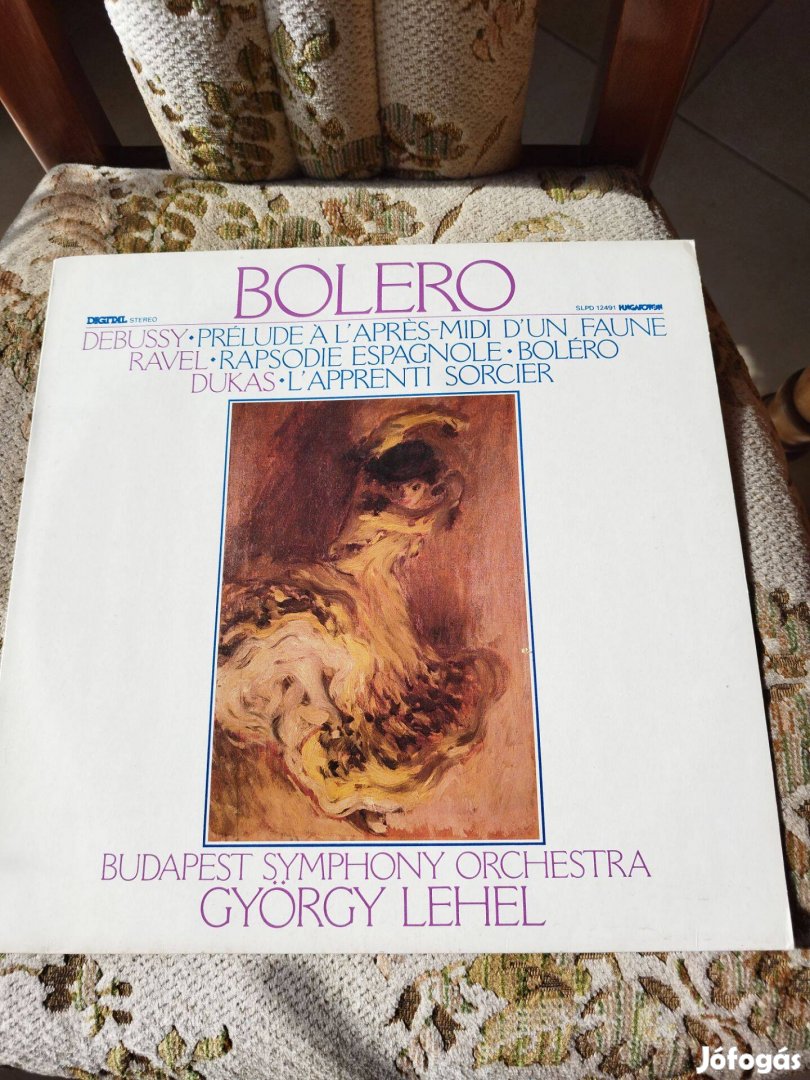 BOLERO
DIGITAL STEREO
SLPD 12491 HUNGAROTON
DEBUSSY • PRÉLUDE À L'APRÈS-MIDI D'UN FAUNE
RAVEL • RAPSODIE ESPAGNOLE • BOLÉRO
DUKAS • L'APPRENTI SORCIER
BUDAPEST SYMPHONY ORCHESTRA
GYÖRGY LEHEL
Jófogás